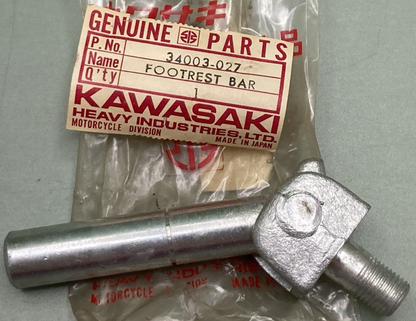 GENUINE PARTS
P. No. 34003-027
Name FOOTREST BAR
Q'ty 1
KAWASAKI
HEAVY INDUSTRIES, LTD.
MOTORCYCLE DIVISION MADE IN JAPAN